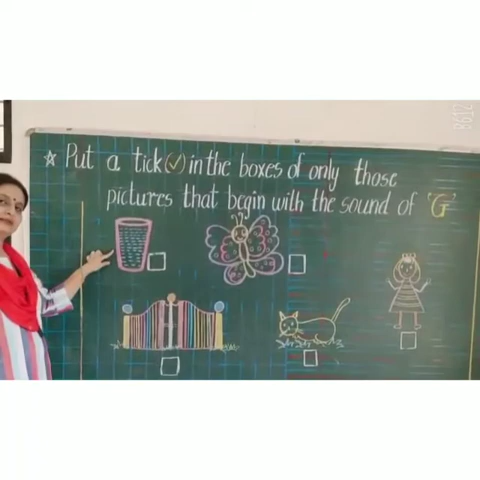 ☆ Put a tick (✓) in the boxes of only those
pictures that begin with the sound of 'G'